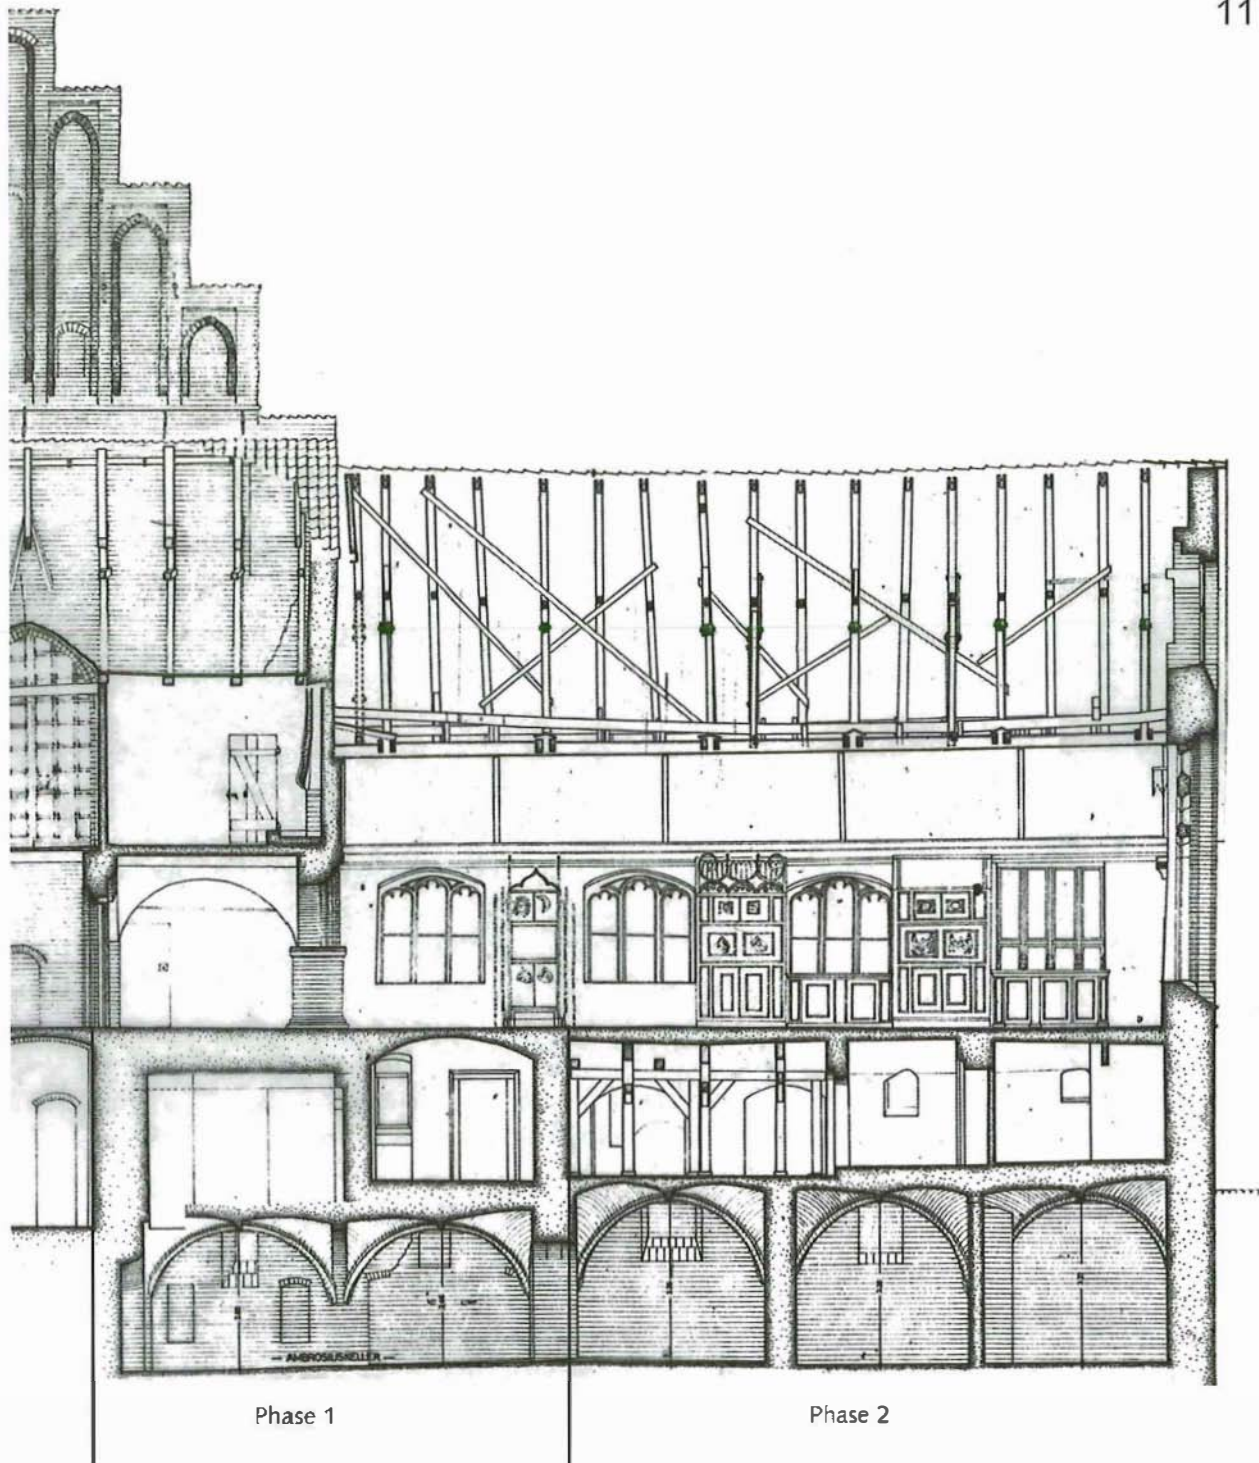 11
— AMBROSIUSKELLER —
Phase 1
Phase 2